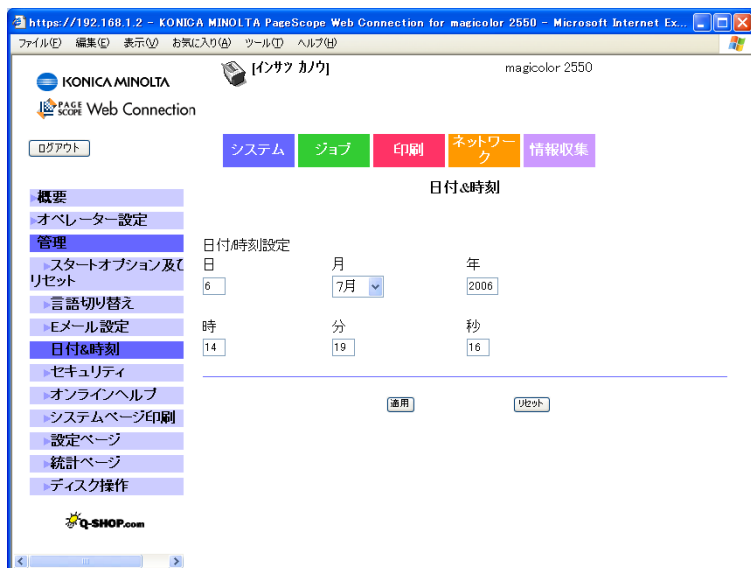 https://192.168.1.2 - KONICA MINOLTA PageScope Web Connection for magicolor 2550 - Microsoft Internet Ex...
ファイル(F) 編集(E) 表示(V) お気に入り(A) ツール(T) ヘルプ(H)
KONICA MINOLTA
[インサツ カノウ]
magicolor 2550
PAGE SCOPE Web Connection
ログアウト
システム
ジョブ
印刷
ネットワー
ク
情報収集
日付&時刻
概要
オペレーター設定
管理
スタートオプション及び
リセット
言語切り替え
Eメール設定
日付&時刻
セキュリティ
オンラインヘルプ
システムページ印刷
設定ページ
統計ページ
ディスク操作
Q-SHOP.com
日付/時刻設定
日 月 年
6 7月 2006
時 分 秒
14 19 16
適用 リセット